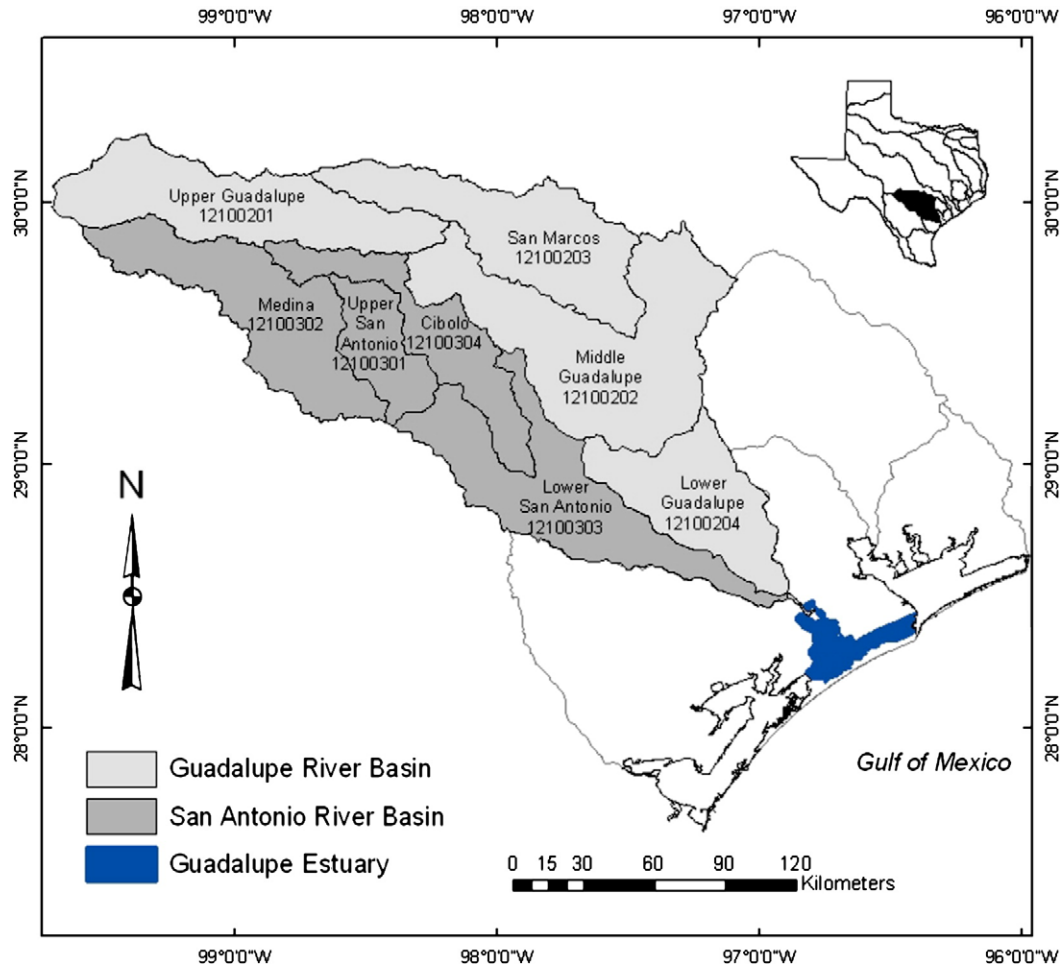 99°0'0"W
98°0'0"W
97°0'0"W
96°0'0"W
30°0'0"N
30°0'0"N
Upper Guadalupe
12100201
San Marcos
12100203
Medina
12100302
Upper
San
Antonio
12100301
Cibolo
12100304
Middle
Guadalupe
12100202
29°0'0"N
29°0'0"N
N
Lower
San Antonio
12100303
Lower
Guadalupe
12100204
28°0'0"N
28°0'0"N
Gulf of Mexico
Guadalupe River Basin
San Antonio River Basin
Guadalupe Estuary
0 15 30 60 90 120
Kilometers
99°0'0"W
98°0'0"W
97°0'0"W
96°0'0"W